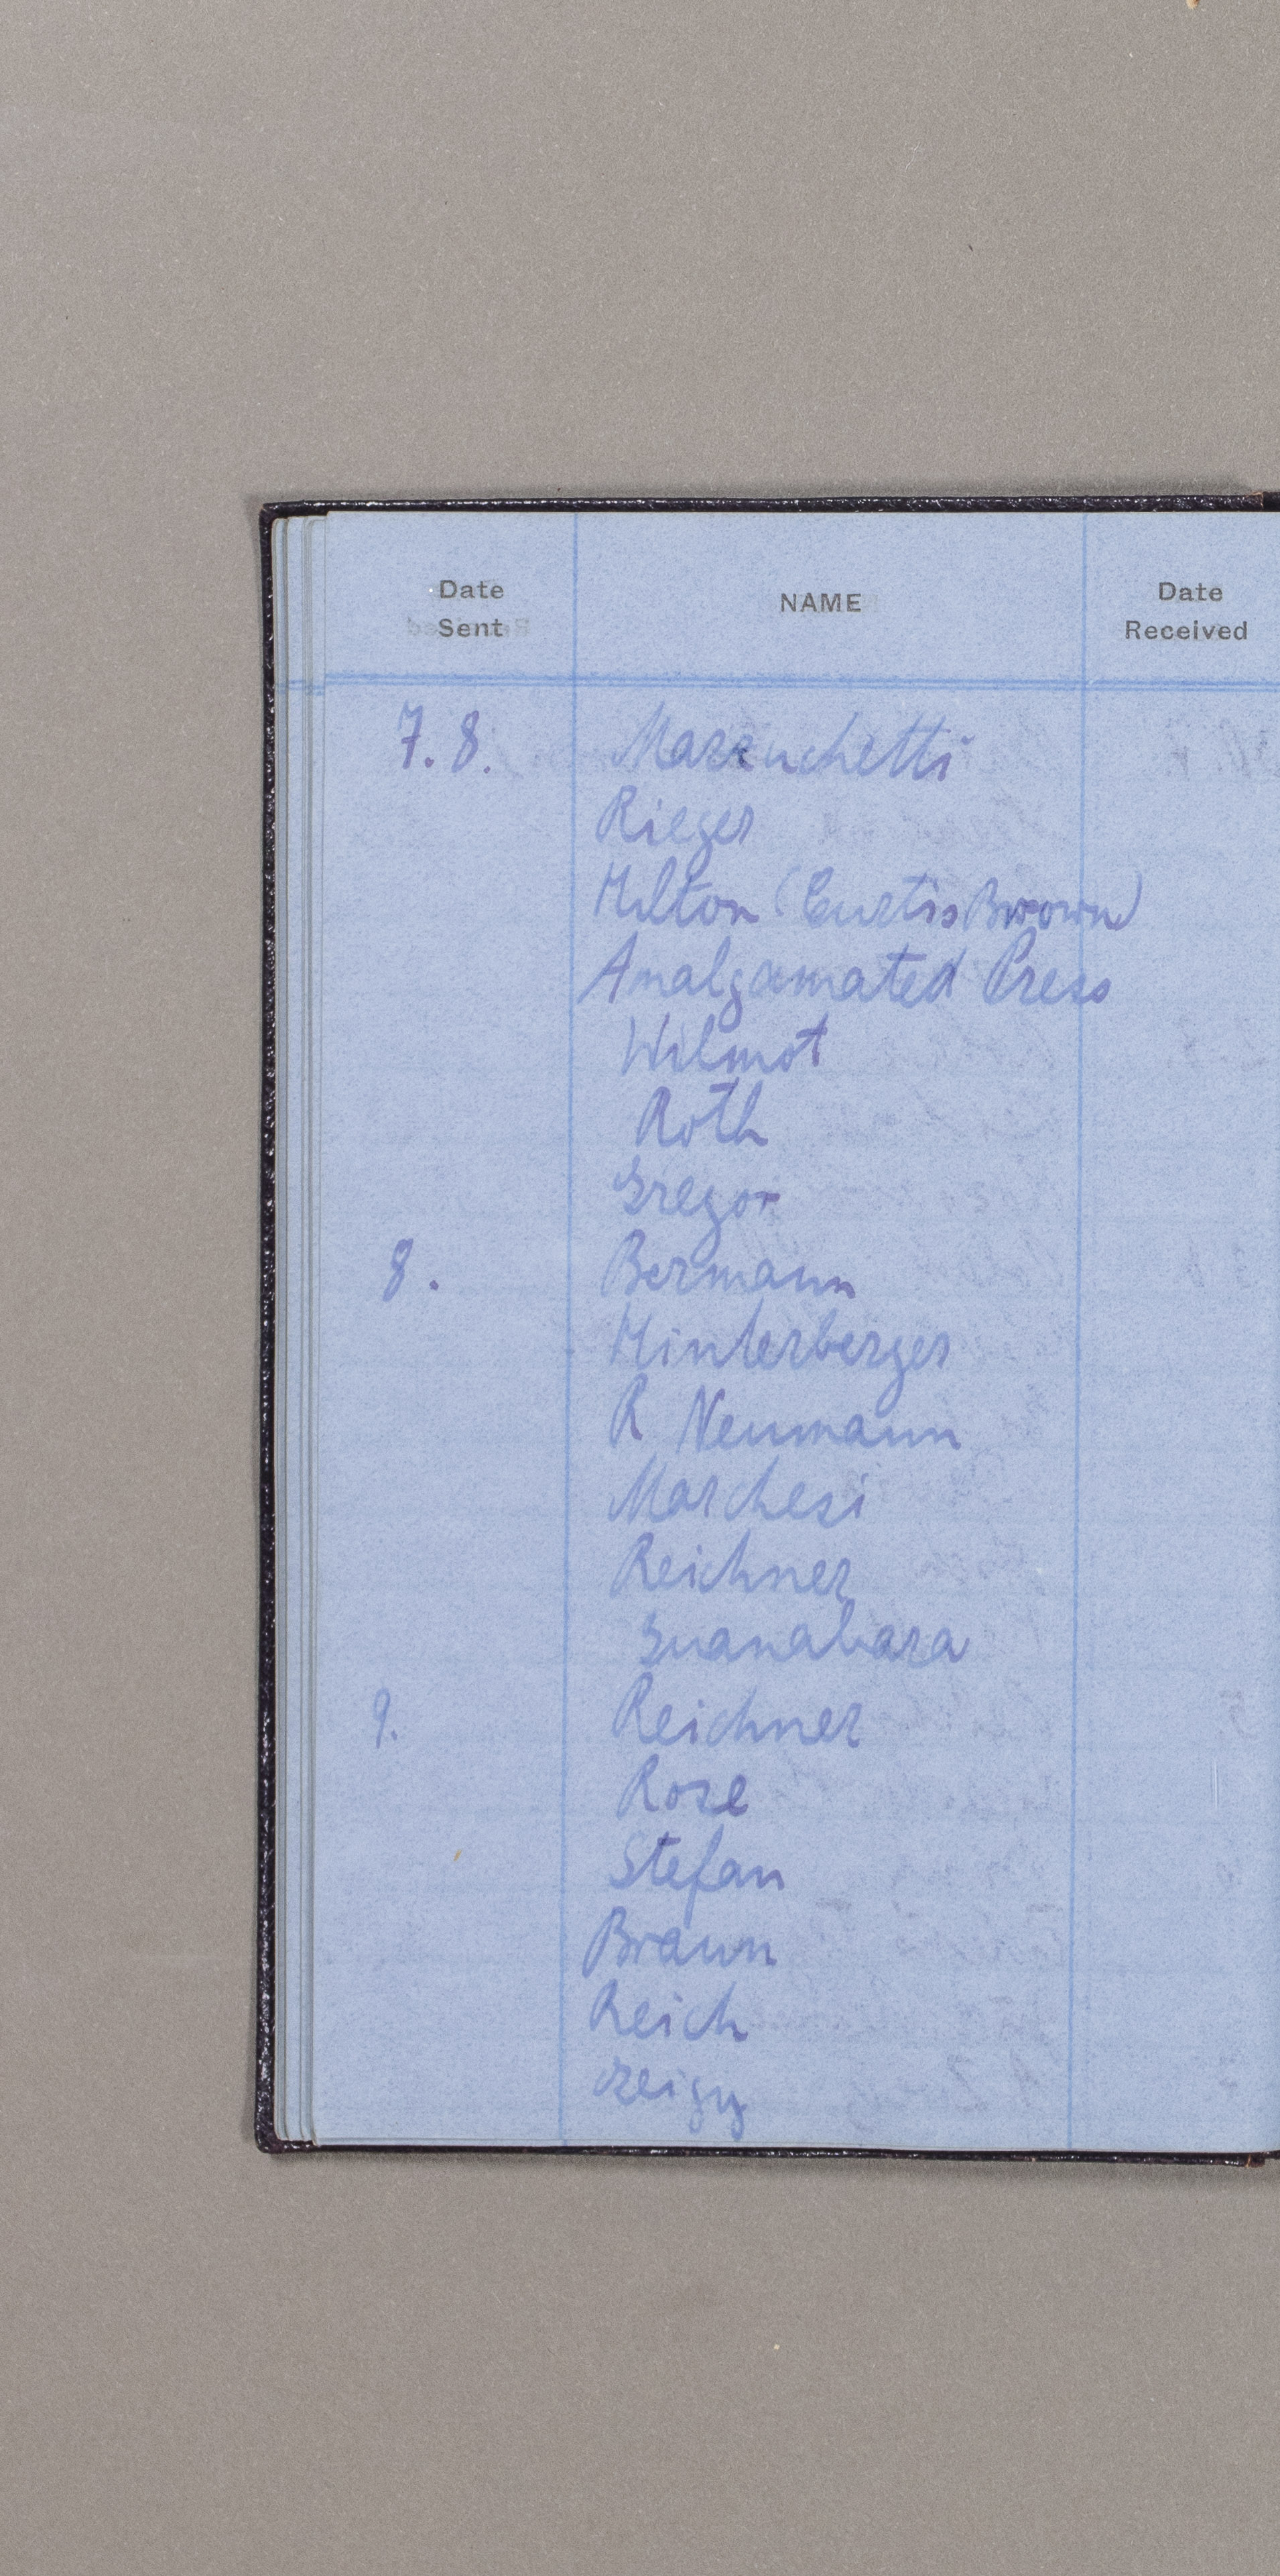 Date Sent NAME Date Received
7. 8. Marruchetti
Rieger
Hilton (Curtis Brown)
Amalgamated Press
Wilmot
Roth
Gregor
8. Bermann
Hinterberger
R Neumann
Marchesi
Reichner
Guanabara
9. Reichner
Rose
Stefan
Braun
Reich
Geigy